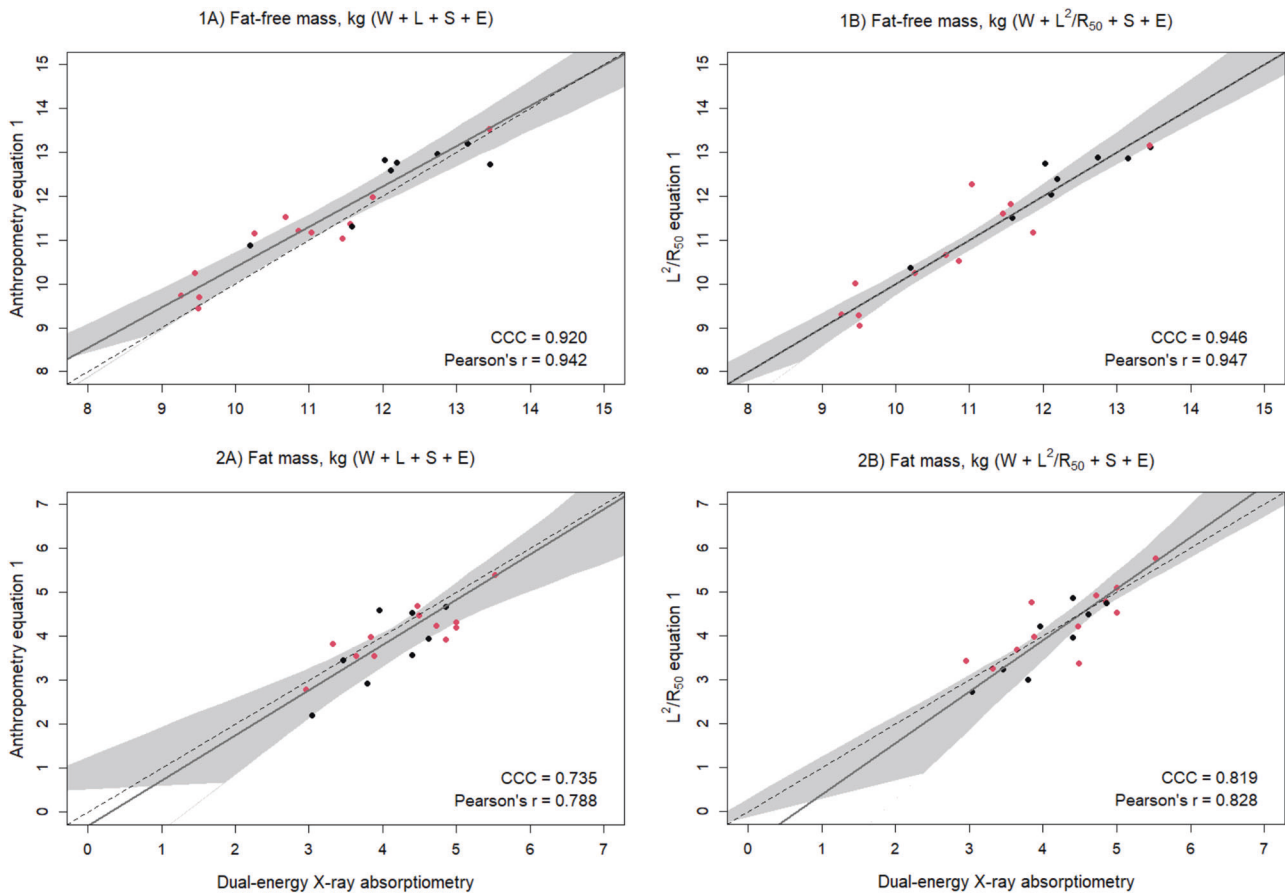 1A) Fat-free mass, kg (W + L + S + E)
Anthropometry equation 1
15
14
13
12
11
10
9
8
CCC = 0.920
Pearson's r = 0.942
8 9 10 11 12 13 14 15
1B) Fat-free mass, kg (W + L²/R₅₀ + S + E)
L²/R₅₀ equation 1
15
14
13
12
11
10
9
8
CCC = 0.946
Pearson's r = 0.947
8 9 10 11 12 13 14 15
2A) Fat mass, kg (W + L + S + E)
Anthropometry equation 1
7
6
5
4
3
2
1
0
CCC = 0.735
Pearson's r = 0.788
0 1 2 3 4 5 6 7
Dual-energy X-ray absorptiometry
2B) Fat mass, kg (W + L²/R₅₀ + S + E)
L²/R₅₀ equation 1
7
6
5
4
3
2
1
0
CCC = 0.819
Pearson's r = 0.828
0 1 2 3 4 5 6 7
Dual-energy X-ray absorptiometry